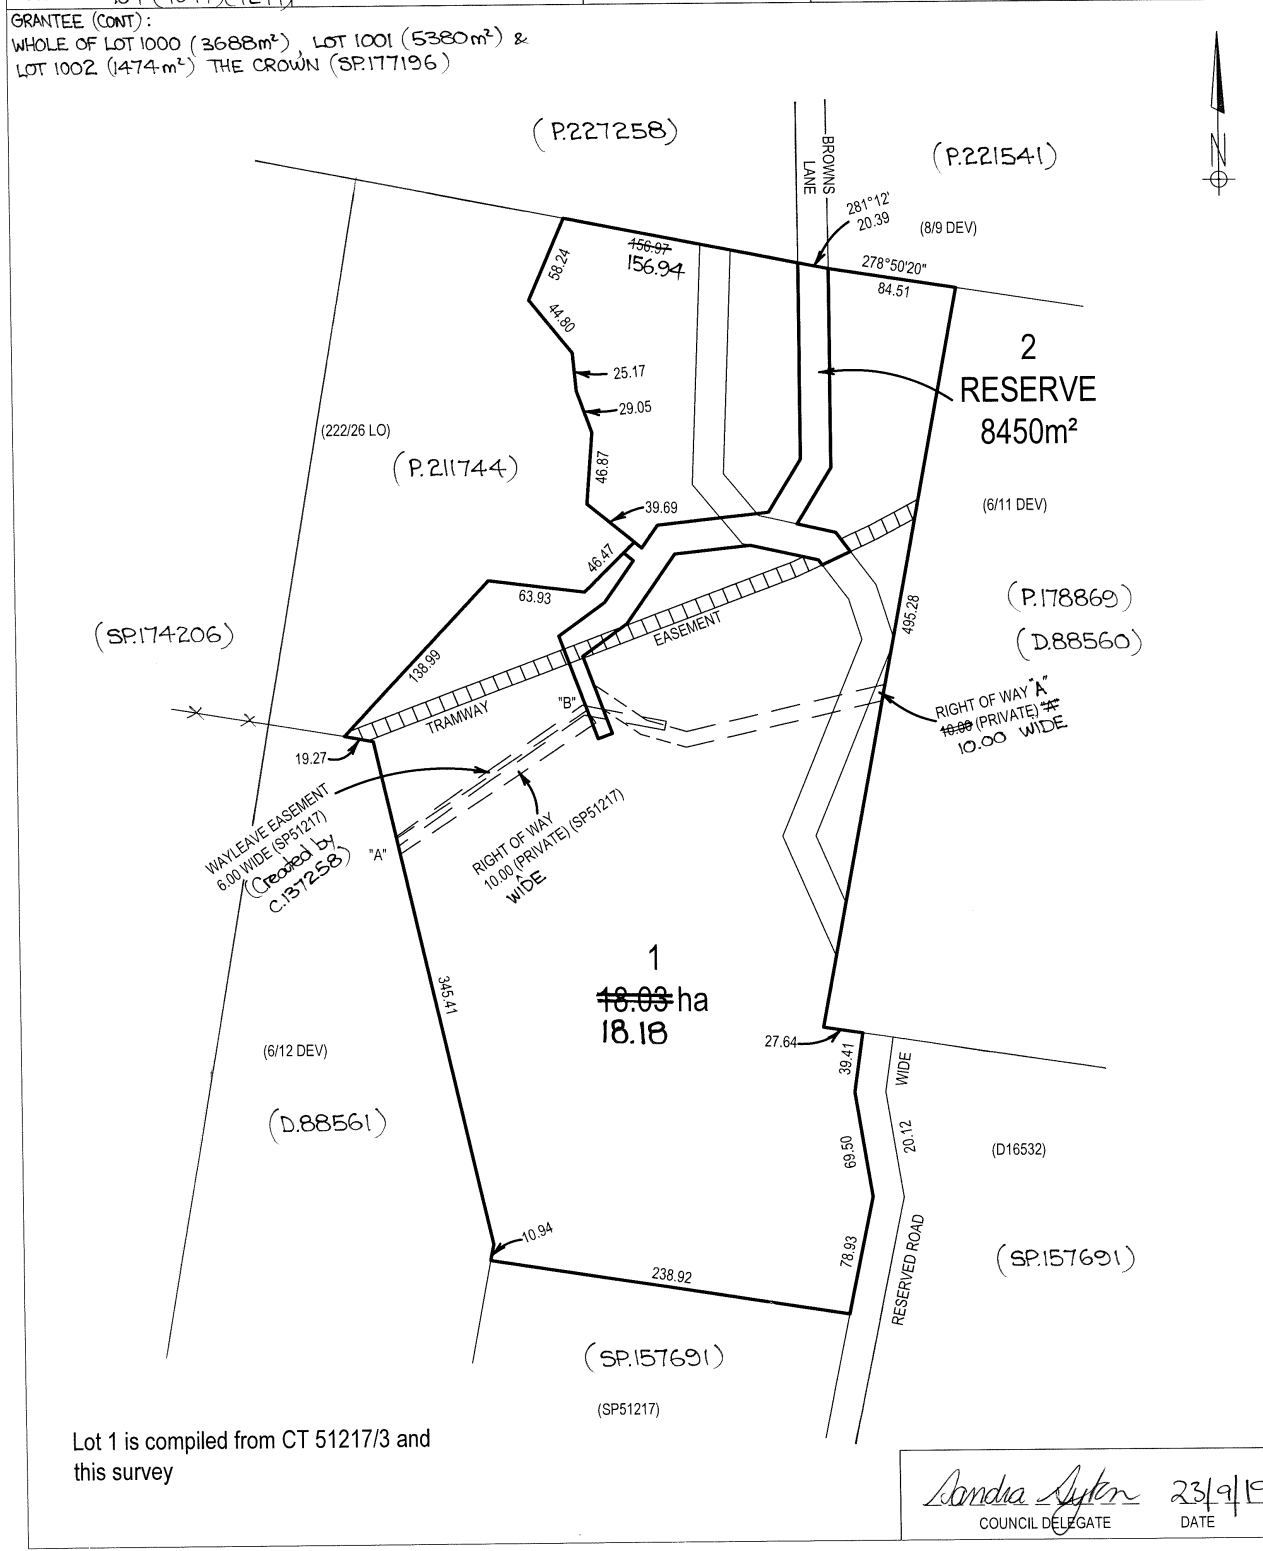 GRANTEE (CONT):
WHOLE OF LOT 1000 (3688m²), LOT 1001 (5380m²) &
LOT 1002 (1474m²) THE CROWN (SP.177196)
(P.227258)
(P.221541)
BROWNS
LANE
N
281°12'
20.39
(8/9 DEV)
156.97
156.94
278°50'20"
84.51
58.24
44.80
25.17
29.05
46.87
39.69
46.47
63.93
138.99
2
RESERVE
8450m²
(222/26 LO)
(P.211744)
(6/11 DEV)
(P.178869)
(D.88560)
495.28
(SP.174206)
EASEMENT
TRAMWAY
"B"
RIGHT OF WAY "A"
10.00 (PRIVATE) "A"
10.00 WIDE
19.27
WAYLEAVE EASEMENT
6.00 WIDE (SP51217)
(Created by
C.137258)
"A"
RIGHT OF WAY
10.00 (PRIVATE) (SP51217)
WIDE
1
18.03 ha
18.18
345.41
27.64
39.41
WIDE
20.12
69.50
(6/12 DEV)
(D.88561)
(D16532)
10.94
238.92
78.93
RESERVED ROAD
(SP.157691)
(SP.157691)
(SP51217)
Lot 1 is compiled from CT 51217/3 and
this survey
Sandra
23/9/19
COUNCIL DELEGATE
DATE